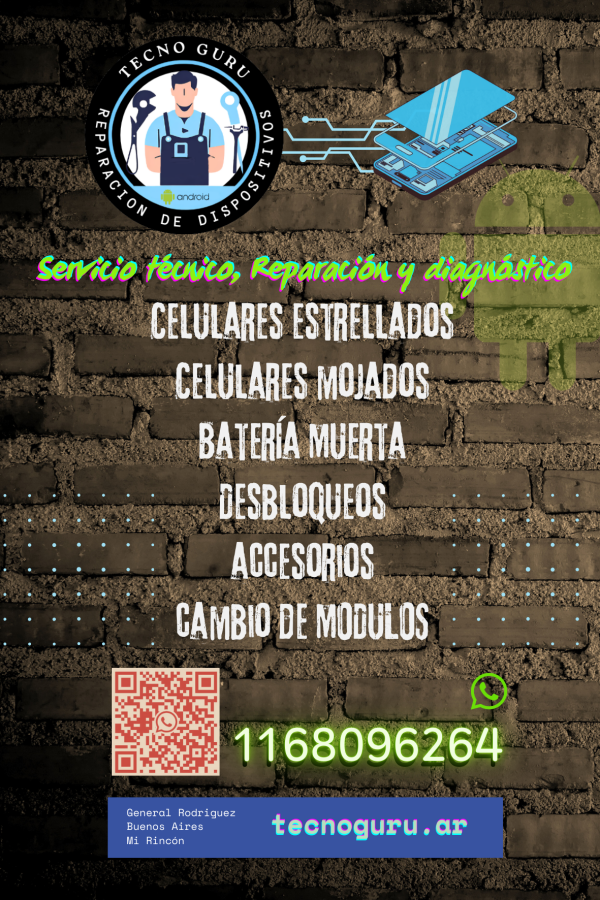 TECNO GURU
REPARACION DE DISPOSITIVOS
android
Servicio técnico, Reparación y diagnóstico
CELULARES ESTRELLADOS
CELULARES MOJADOS
BATERÍA MUERTA
DESBLOQUEOS
ACCESORIOS
CAMBIO DE MODULOS
1168096264
General Rodriguez
Buenos Aires
Mi Rincón
tecnoguru.ar